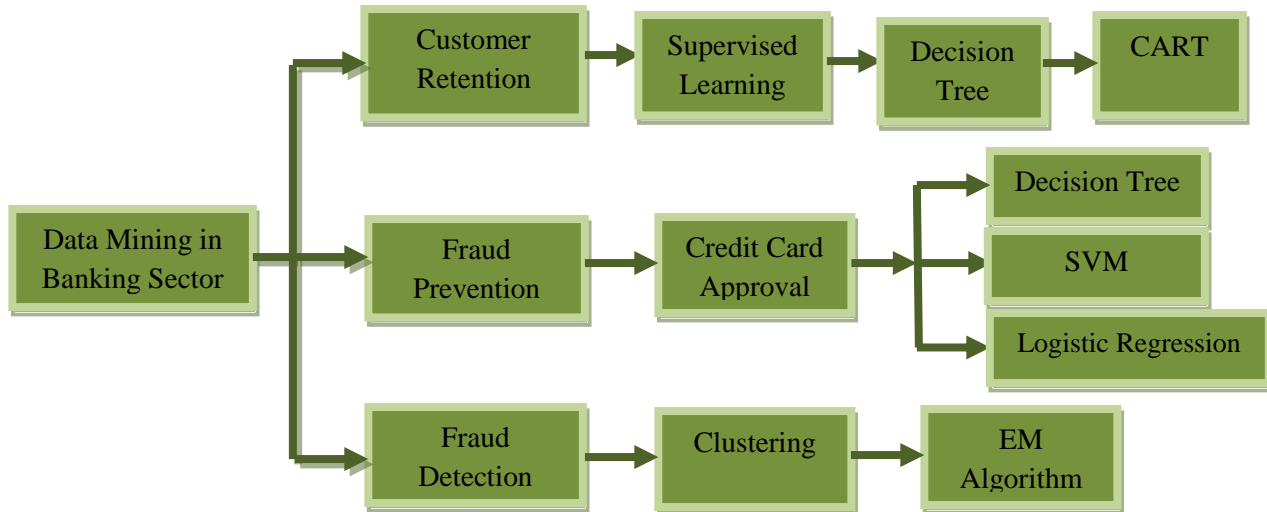 Customer
Retention
Supervised
Learning
Decision
Tree
CART
Data Mining in
Banking Sector
Fraud
Prevention
Credit Card
Approval
Decision Tree
SVM
Logistic Regression
Fraud
Detection
Clustering
EM
Algorithm